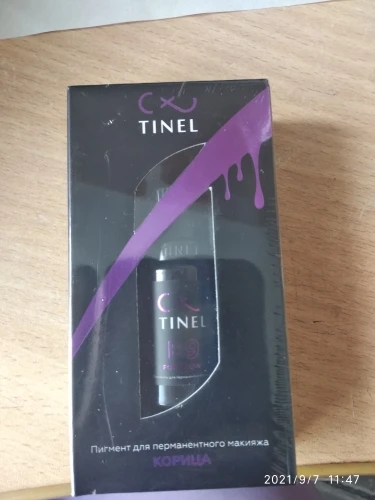 TINEL
TINEL
TINEL
Пигмент для перманентного макияжа
КОРИЦА
2021/9/7 11:47